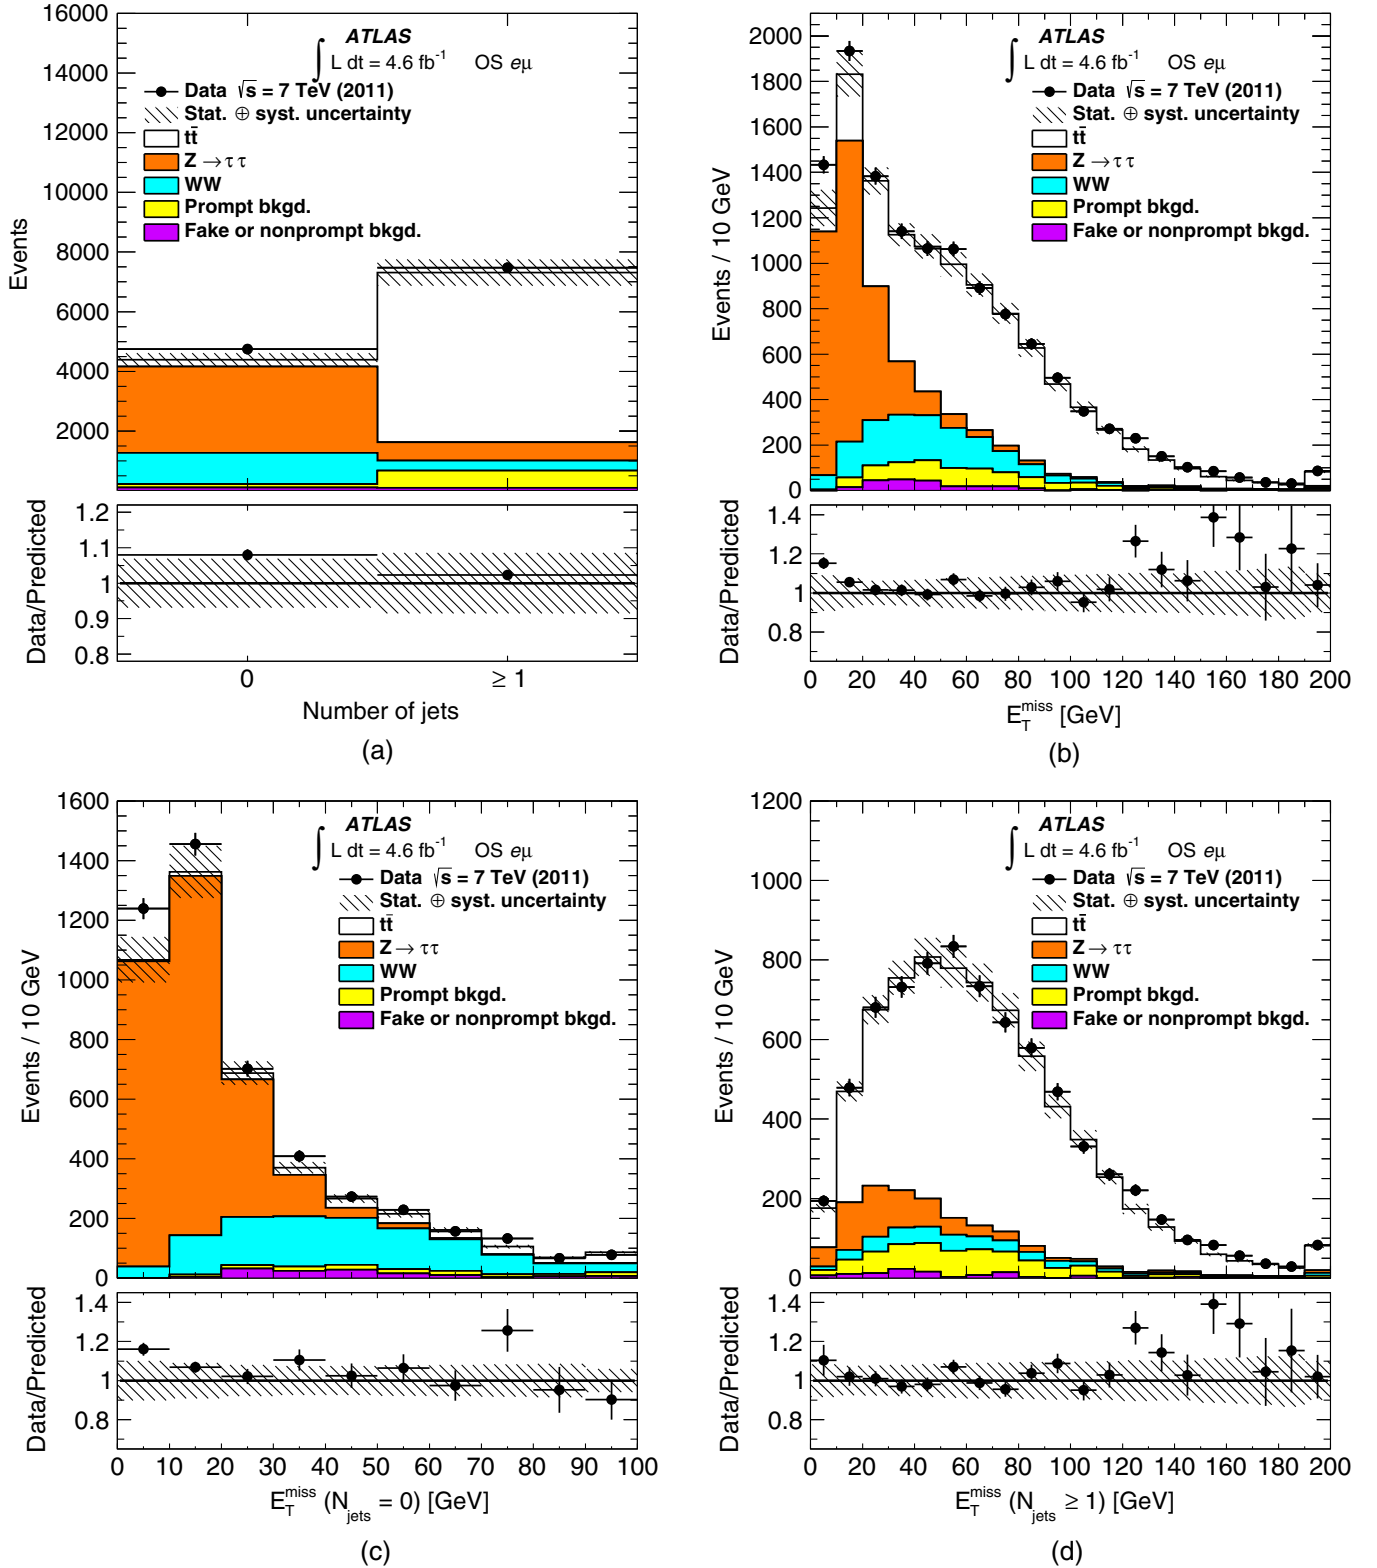 16000
14000
12000
10000
8000
6000
4000
2000
Events
ATLAS
∫ L dt = 4.6 fb⁻¹ OS eμ
Data √s = 7 TeV (2011)
Stat. ⊕ syst. uncertainty
tt̄
Z → ττ
WW
Prompt bkgd.
Fake or nonprompt bkgd.
1.2
1.1
1
0.9
0.8
Data/Predicted
0 ≥ 1
Number of jets
(a)
2000
1800
1600
1400
1200
1000
800
600
400
200
0
Events / 10 GeV
ATLAS
∫ L dt = 4.6 fb⁻¹ OS eμ
Data √s = 7 TeV (2011)
Stat. ⊕ syst. uncertainty
tt̄
Z → ττ
WW
Prompt bkgd.
Fake or nonprompt bkgd.
1.4
1.2
1
0.8
Data/Predicted
0 20 40 60 80 100 120 140 160 180 200
E_T^miss [GeV]
(b)
1600
1400
1200
1000
800
600
400
200
0
Events / 10 GeV
ATLAS
∫ L dt = 4.6 fb⁻¹ OS eμ
Data √s = 7 TeV (2011)
Stat. ⊕ syst. uncertainty
tt̄
Z → ττ
WW
Prompt bkgd.
Fake or nonprompt bkgd.
1.4
1.2
1
0.8
Data/Predicted
0 10 20 30 40 50 60 70 80 90 100
E_T^miss (N_jets = 0) [GeV]
(c)
1200
1000
800
600
400
200
0
Events / 10 GeV
ATLAS
∫ L dt = 4.6 fb⁻¹ OS eμ
Data √s = 7 TeV (2011)
Stat. ⊕ syst. uncertainty
tt̄
Z → ττ
WW
Prompt bkgd.
Fake or nonprompt bkgd.
1.4
1.2
1
0.8
Data/Predicted
0 20 40 60 80 100 120 140 160 180 200
E_T^miss (N_jets ≥ 1) [GeV]
(d)